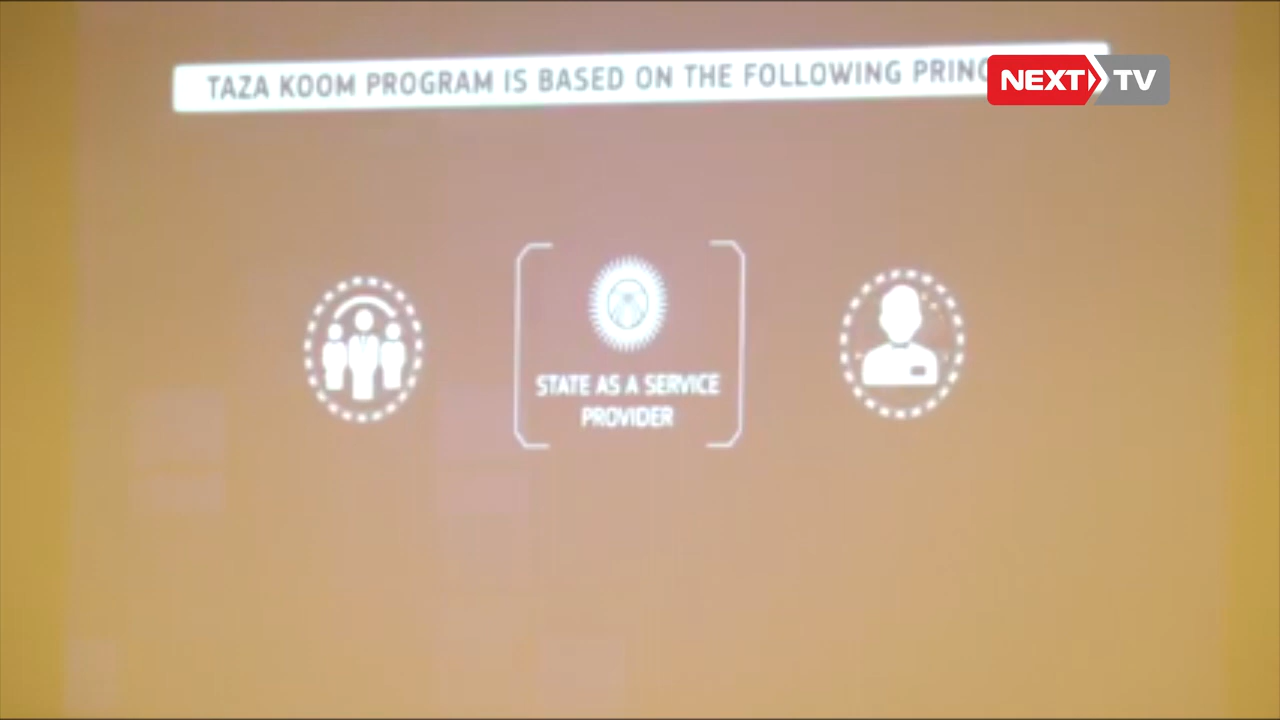 TAZA KOOM PROGRAM IS BASED ON THE FOLLOWING
NEXT TV
STATE AS A SERVICE
PROVIDER